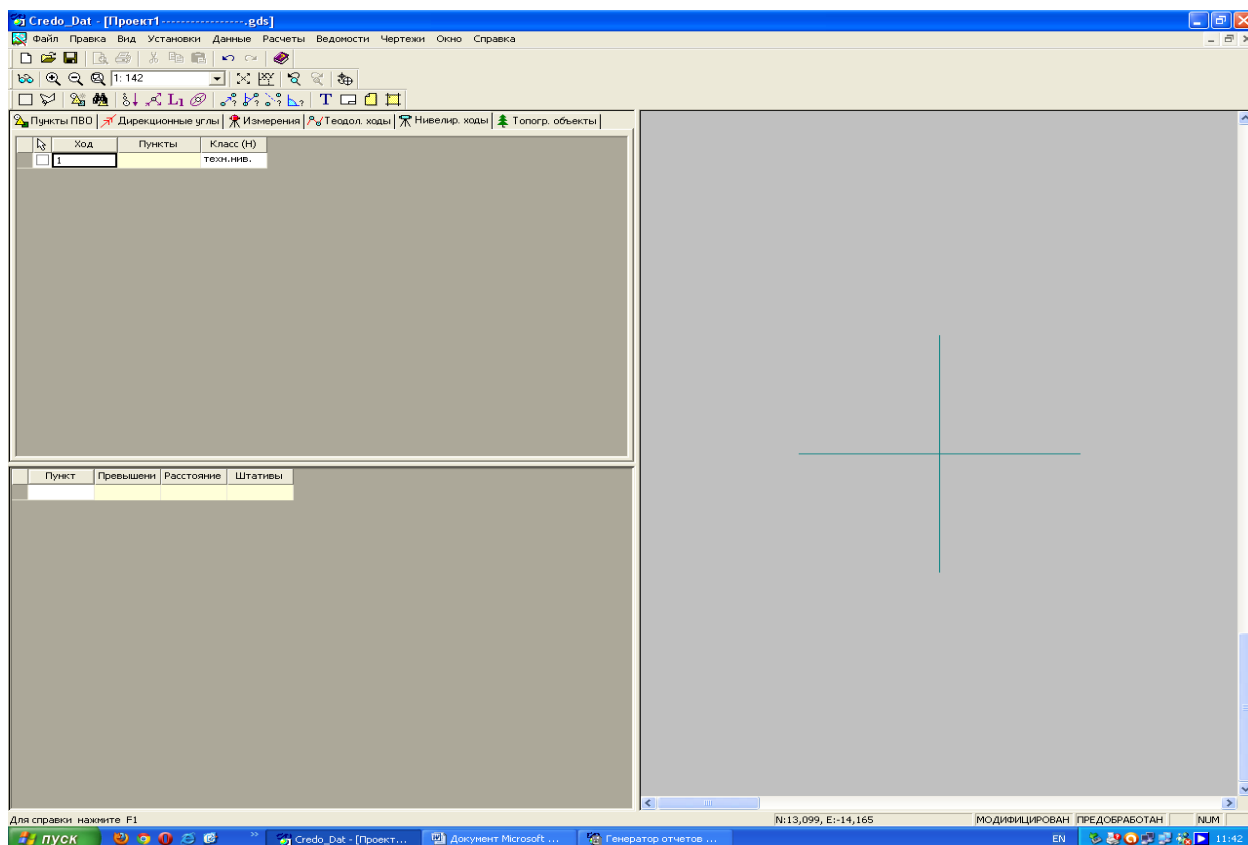 Credo_Dat - [Проект1-----------------.gds]
Файл Правка Вид Установки Данные Расчеты Ведомости Чертежи Окно Справка
1: 142
XY
L1
T
Пункты ПВО Дирекционные углы Измерения Теодол. ходы Нивелир. ходы Топогр. объекты
Ход Пункты Класс (H)
1 техн.нив.
Пункт Превышени Расстояние Штативы
Для справки нажмите F1 N:13,099, E:-14,165 МОДИФИЦИРОВАН ПРЕДОБРАБОТАН NUM
пуск Credo_Dat - [Проект... Документ Microsoft ... Генератор отчетов ... EN 11:42